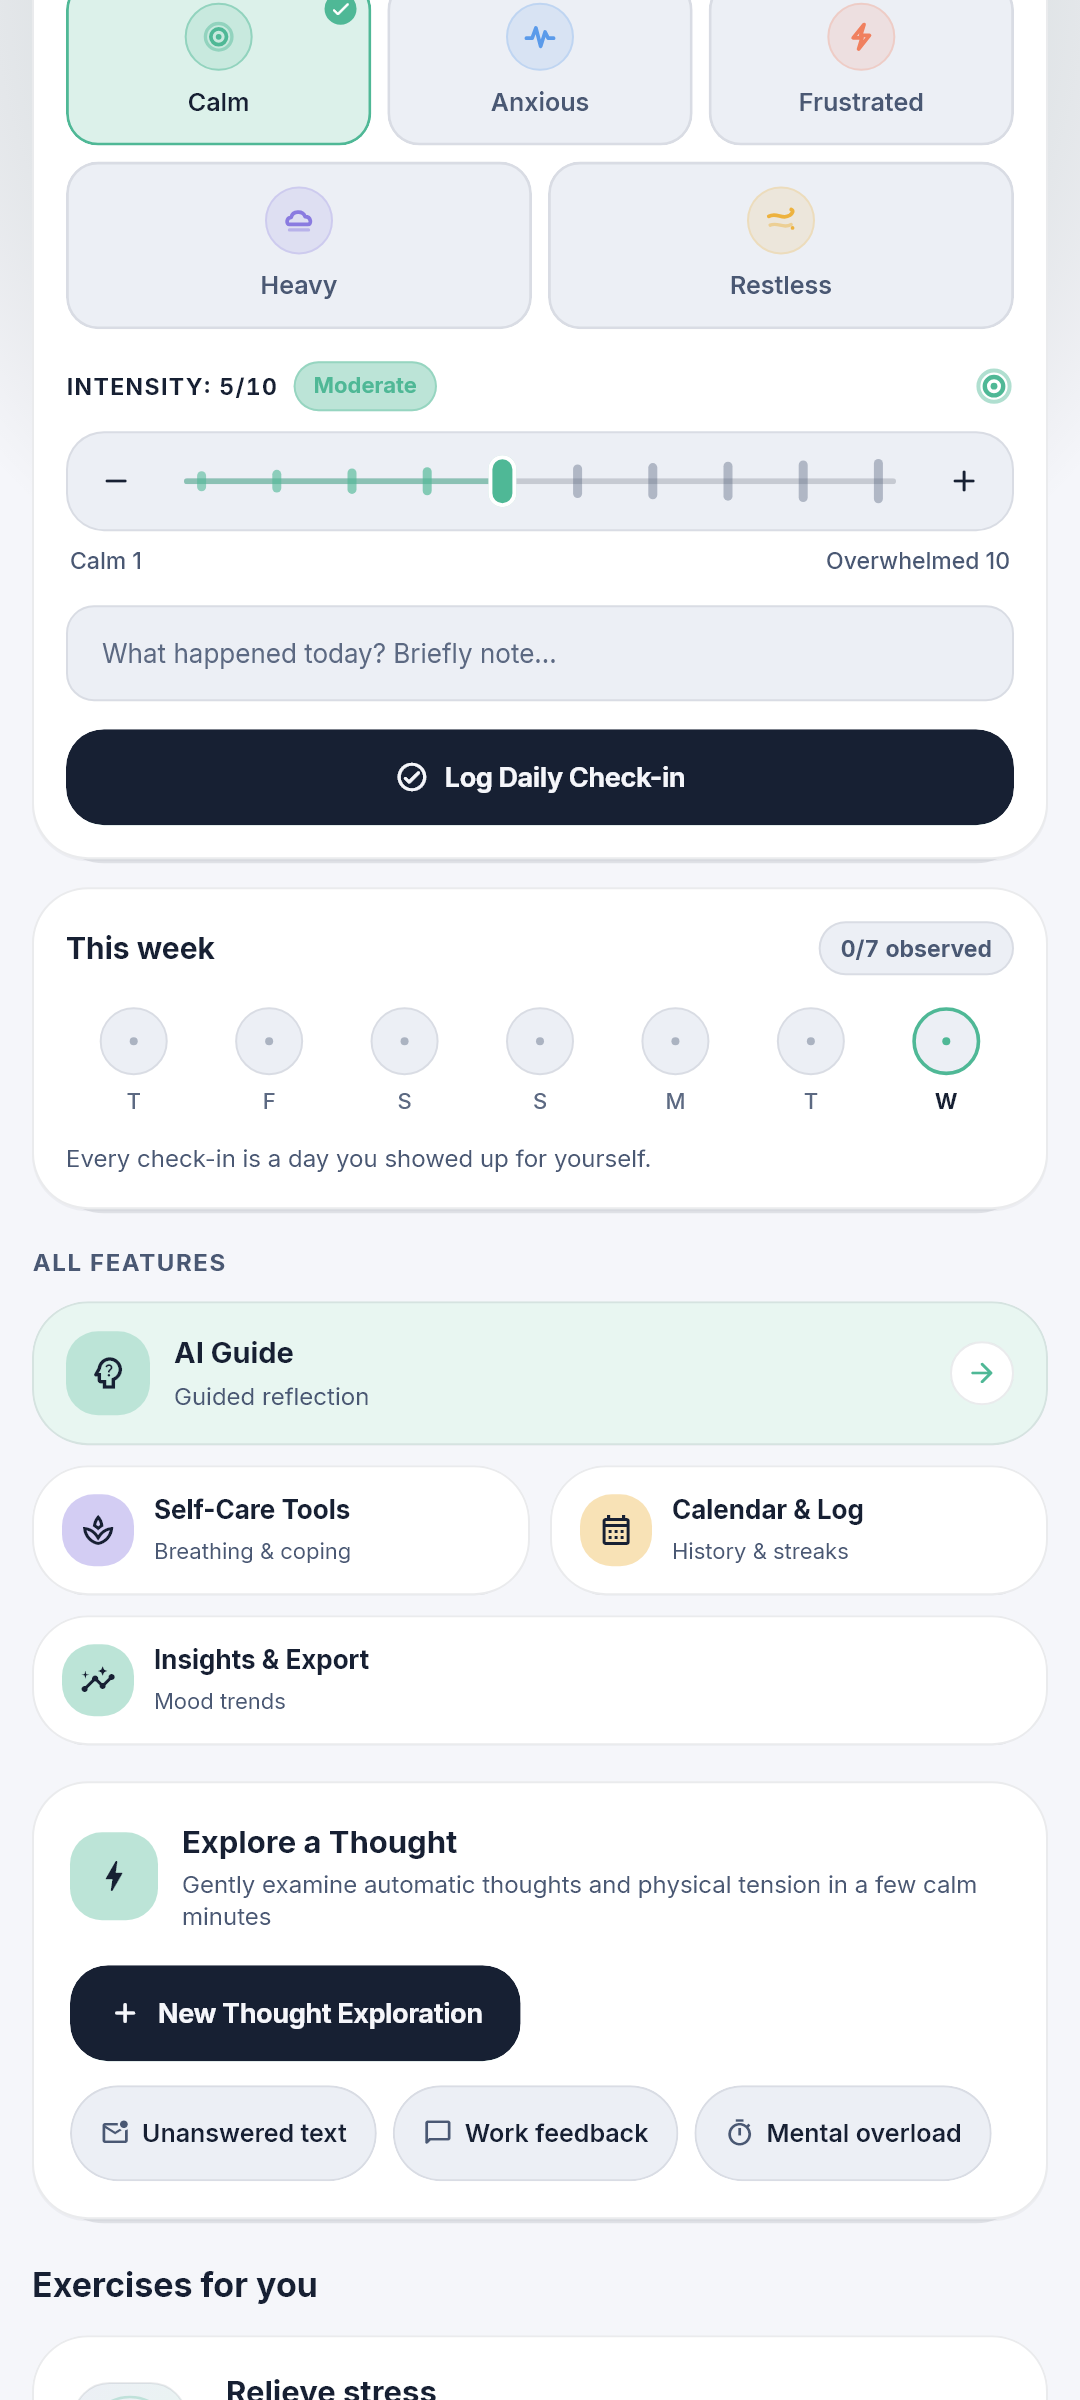 Calm
Anxious
Frustrated
Heavy
Restless
INTENSITY: 5/10
Moderate
Calm 1
Overwhelmed 10
What happened today? Briefly note...
Log Daily Check-in
This week
0/7 observed
T
F
S
S
M
T
W
Every check-in is a day you showed up for yourself.
ALL FEATURES
AI Guide
Guided reflection
Self-Care Tools
Breathing & coping
Calendar & Log
History & streaks
Insights & Export
Mood trends
Explore a Thought
Gently examine automatic thoughts and physical tension in a few calm
minutes
New Thought Exploration
Unanswered text
Work feedback
Mental overload
Exercises for you
Relieve stress